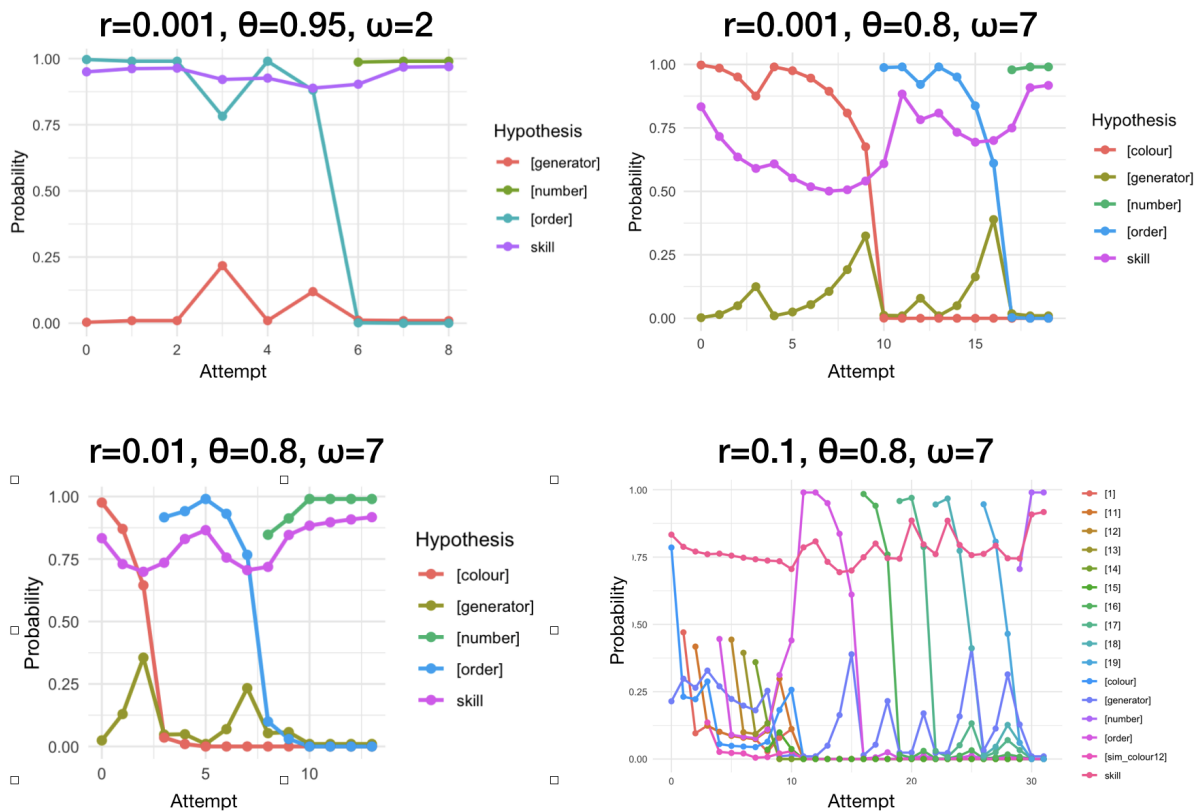 r=0.001, θ=0.95, ω=2
1.00
0.75
0.50
0.25
0.00
Probability
0 2 4 6 8
Attempt
Hypothesis
[generator]
[number]
[order]
skill
r=0.001, θ=0.8, ω=7
1.00
0.75
0.50
0.25
0.00
Probability
0 5 10 15
Attempt
Hypothesis
[colour]
[generator]
[number]
[order]
skill
r=0.01, θ=0.8, ω=7
1.00
0.75
0.50
0.25
0.00
Probability
0 5 10
Attempt
Hypothesis
[colour]
[generator]
[number]
[order]
skill
r=0.1, θ=0.8, ω=7
1.00
0.75
.50
0.25
0.00
Probability
0 10 20 30
Attempt
[1]
[11]
[12]
[13]
[14]
[15]
[16]
[17]
[18]
[19]
[colour]
[generator]
[number]
[order]
[sim_colour12]
skill